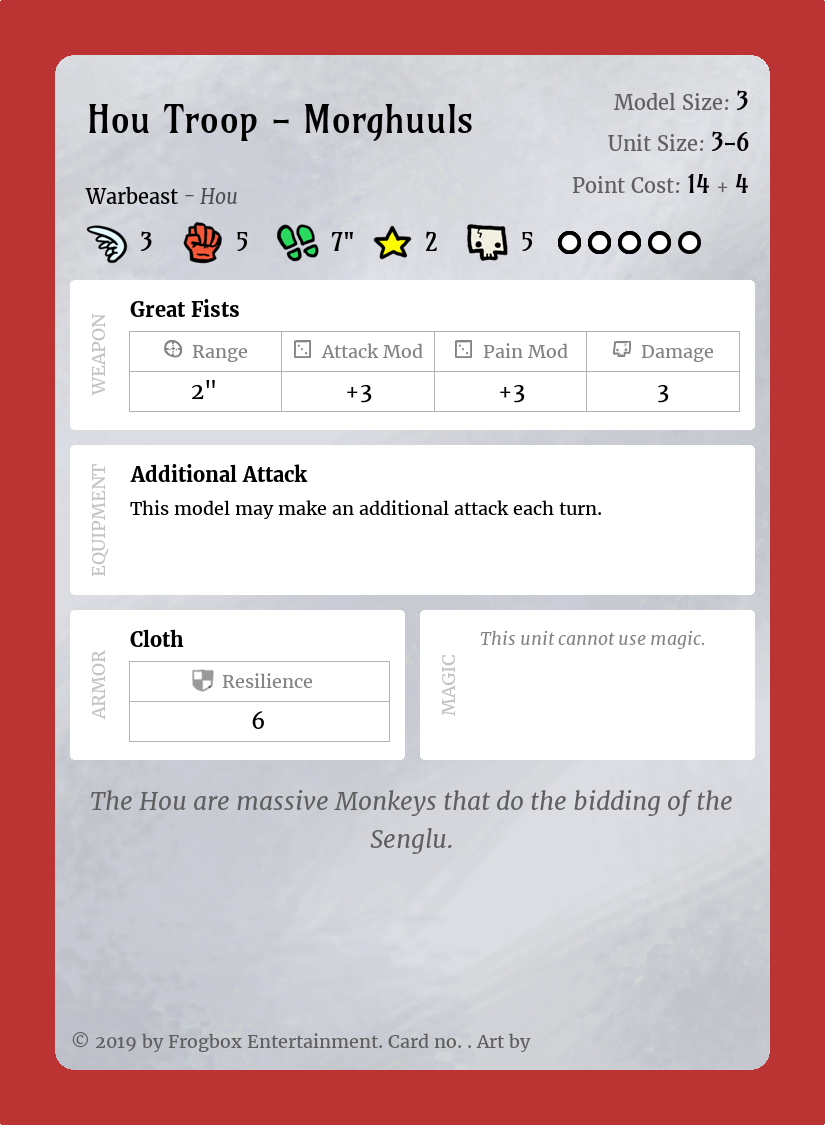 Hou Troop - Morghuuls
Model Size: 3
Unit Size: 3-6
Point Cost: 14 + 4
Warbeast - Hou
3 5 7" 2 5
WEAPON
Great Fists
Range Attack Mod Pain Mod Damage
2" +3 +3 3
EQUIPMENT
Additional Attack
This model may make an additional attack each turn.
ARMOR
Cloth
Resilience
6
MAGIC
This unit cannot use magic.
The Hou are massive Monkeys that do the bidding of the
Senglu.
© 2019 by Frogbox Entertainment. Card no. . Art by